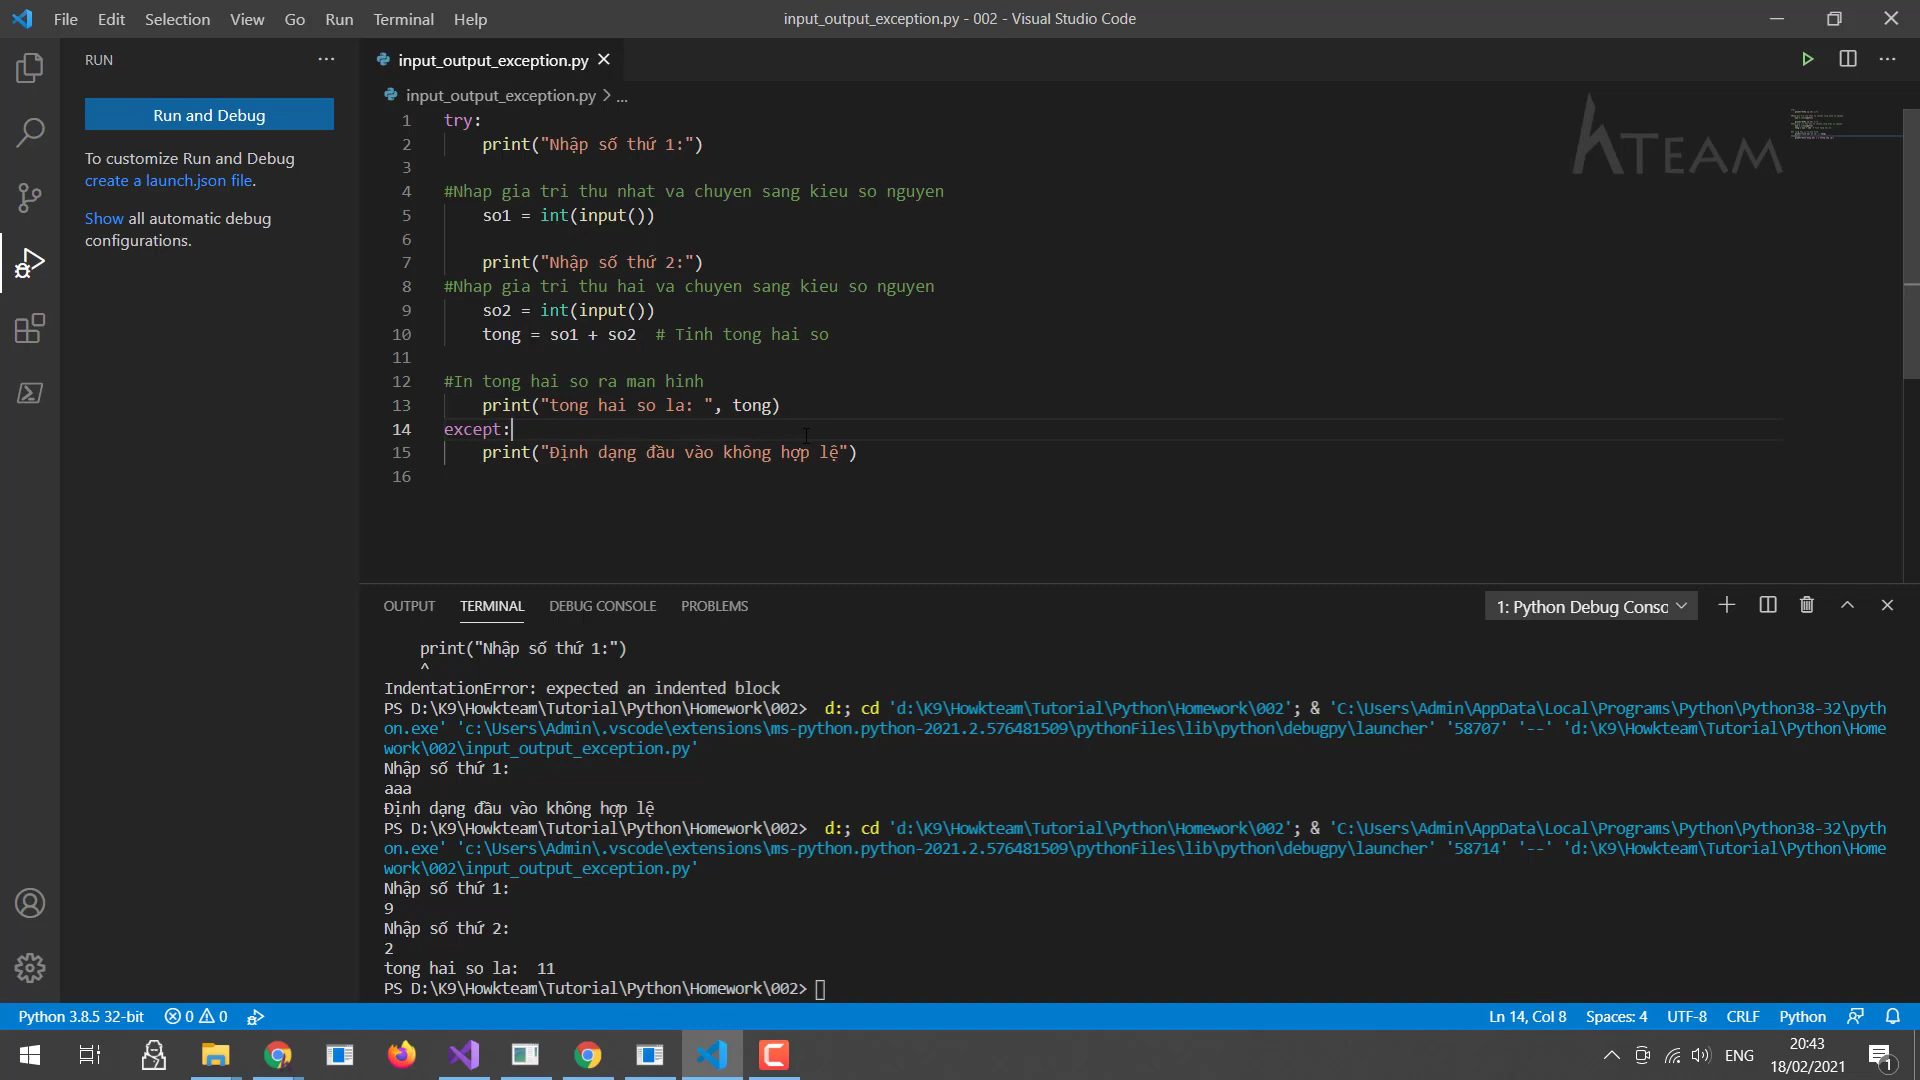 File Edit Selection View Go Run Terminal Help
input_output_exception.py - 002 - Visual Studio Code
RUN
Run and Debug
To customize Run and Debug
create a launch.json file.
Show all automatic debug
configurations.
input_output_exception.py
input_output_exception.py > ...
KTEAM
1 try:
2 print("Nhập số thứ 1:")
3
4 #Nhap gia tri thu nhat va chuyen sang kieu so nguyen
5 so1 = int(input())
6
7 print("Nhập số thứ 2:")
8 #Nhap gia tri thu hai va chuyen sang kieu so nguyen
9 so2 = int(input())
10 tong = so1 + so2 # Tinh tong hai so
11
12 #In tong hai so ra man hinh
13 print("tong hai so la: ", tong)
14 except:
15 print("Định dạng đầu vào không hợp lệ")
16
OUTPUT TERMINAL DEBUG CONSOLE PROBLEMS
1: Python Debug Conso
print("Nhập số thứ 1:")
^
IndentationError: expected an indented block
PS D:\K9\Howkteam\Tutorial\Python\Homework\002> d:; cd 'd:\K9\Howkteam\Tutorial\Python\Homework\002'; & 'C:\Users\Admin\AppData\Local\Programs\Python\Python38-32\pyth
on.exe' 'c:\Users\Admin\.vscode\extensions\ms-python.python-2021.2.576481509\pythonFiles\lib\python\debugpy\launcher' '58707' '--' 'd:\K9\Howkteam\Tutorial\Python\Home
work\002\input_output_exception.py'
Nhập số thứ 1:
aaa
Định dạng đầu vào không hợp lệ
PS D:\K9\Howkteam\Tutorial\Python\Homework\002> d:; cd 'd:\K9\Howkteam\Tutorial\Python\Homework\002'; & 'C:\Users\Admin\AppData\Local\Programs\Python\Python38-32\pyth
on.exe' 'c:\Users\Admin\.vscode\extensions\ms-python.python-2021.2.576481509\pythonFiles\lib\python\debugpy\launcher' '58714' '--' 'd:\K9\Howkteam\Tutorial\Python\Home
work\002\input_output_exception.py'
Nhập số thứ 1:
9
Nhập số thứ 2:
2
tong hai so la:  11
PS D:\K9\Howkteam\Tutorial\Python\Homework\002>
Python 3.8.5 32-bit 0 0 Ln 14, Col 8 Spaces: 4 UTF-8 CRLF Python
ENG
20:43
18/02/2021
1